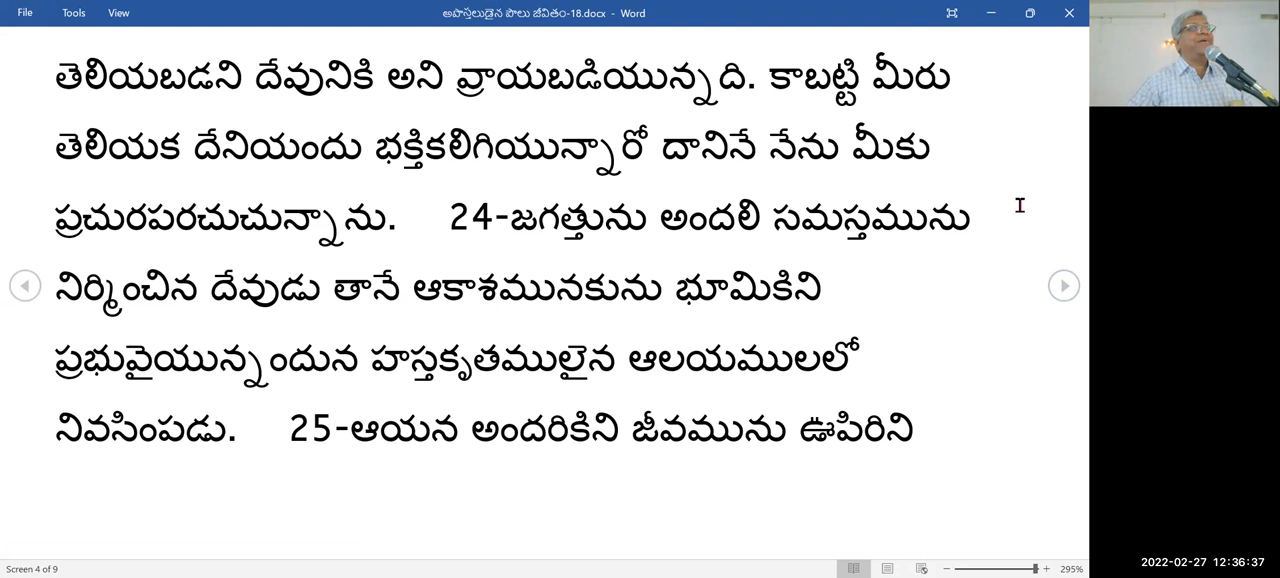 File Tools View అపొస్తలుడైన పౌలు జీవితం-18.docx - Word
తెలియబడని దేవునికి అని వ్రాయబడియున్నది. కాబట్టి మీరు
తెలియక దేనియందు భక్తికలిగియున్నారో దానినే నేను మీకు
ప్రచురపరచుచున్నాను. 24-జగత్తును అందలి సమస్తమును
నిర్మించిన దేవుడు తానే ఆకాశమునకును భూమికిని
ప్రభువైయున్నందున హస్తకృతములైన ఆలయములలో
నివసింపడు. 25-ఆయన అందరికిని జీవమును ఊపిరిని
Screen 4 of 9 295%
2022-02-27 12:36:37